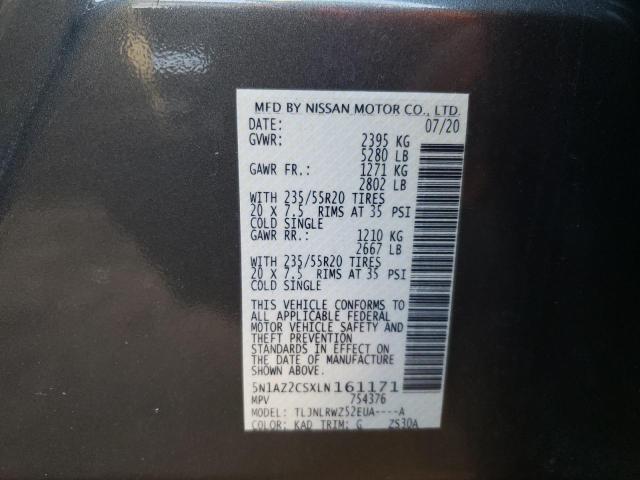 MFD BY NISSAN MOTOR CO., LTD.
DATE: 07/20
GVWR: 2395 KG
5280 LB
GAWR FR.: 1271 KG
2802 LB
WITH 235/55R20 TIRES
20 X 7.5 RIMS AT 35 PSI
COLD SINGLE
GAWR RR.: 1210 KG
2667 LB
WITH 235/55R20 TIRES
20 X 7.5 RIMS AT 35 PSI
COLD SINGLE
THIS VEHICLE CONFORMS TO
ALL APPLICABLE FEDERAL
MOTOR VEHICLE SAFETY AND
THEFT PREVENTION
STANDARDS IN EFFECT ON
THE DATE OF MANUFACTURE
SHOWN ABOVE.
5N1AZ2CSXLN161171
MPV 754376
MODEL: TLJNLRWZ52EUA----A
COLOR: KAD TRIM: G ZS30A